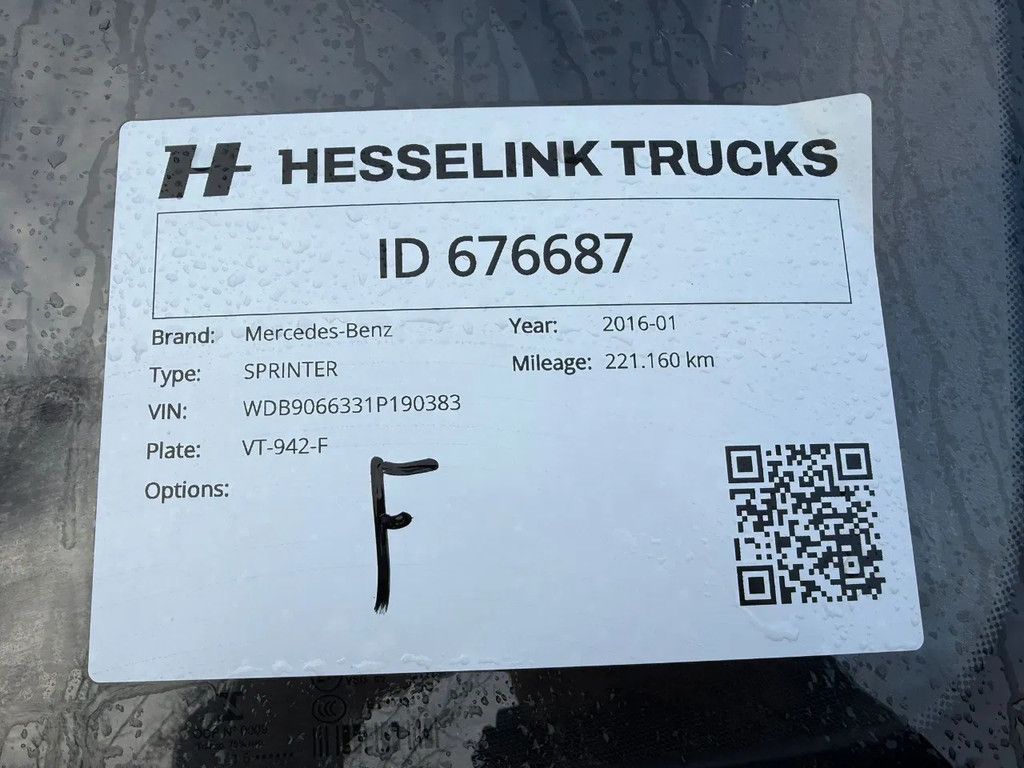 H HESSELINK TRUCKS
ID 676687
Brand: Mercedes-Benz Year: 2016-01
Type: SPRINTER Mileage: 221.160 km
VIN: WDB9066331P190383
Plate: VT-942-F
Options:
F